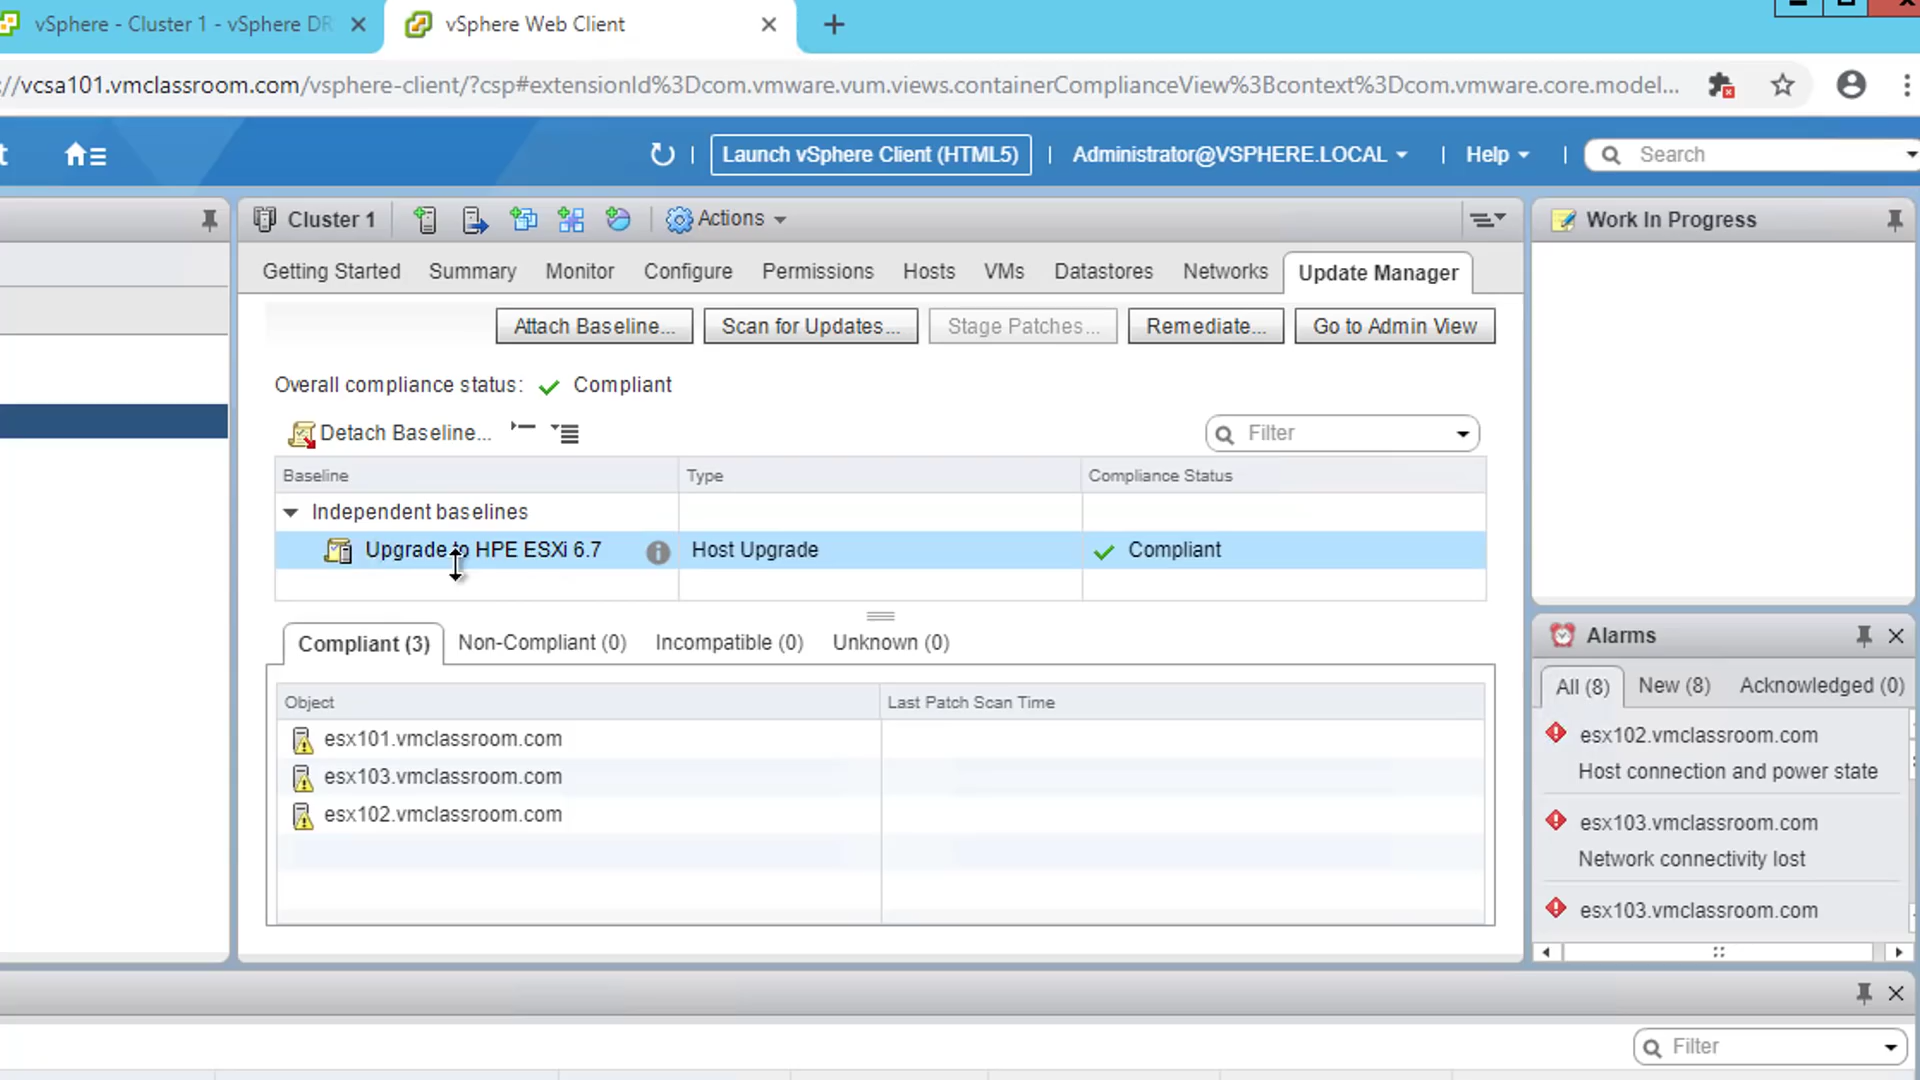 vSphere - Cluster 1 - vSphere DR
vSphere Web Client
://vcsa101.vmclassroom.com/vsphere-client/?csp#extensionId%3Dcom.vmware.vum.views.containerComplianceView%3Bcontext%3Dcom.vmware.core.model...
t
Launch vSphere Client (HTML5)
Administrator@VSPHERE.LOCAL
Help
Search
Cluster 1
Actions
Getting Started
Summary
Monitor
Configure
Permissions
Hosts
VMs
Datastores
Networks
Update Manager
Attach Baseline...
Scan for Updates...
Stage Patches...
Remediate...
Go to Admin View
Overall compliance status: Compliant
Detach Baseline...
Filter
Baseline
Type
Compliance Status
Independent baselines
Upgrade to HPE ESXi 6.7
Host Upgrade
Compliant
Compliant (3)
Non-Compliant (0)
Incompatible (0)
Unknown (0)
Object
Last Patch Scan Time
esx101.vmclassroom.com
esx103.vmclassroom.com
esx102.vmclassroom.com
Work In Progress
Alarms
All (8)
New (8)
Acknowledged (0)
esx102.vmclassroom.com
Host connection and power state
esx103.vmclassroom.com
Network connectivity lost
esx103.vmclassroom.com
Filter